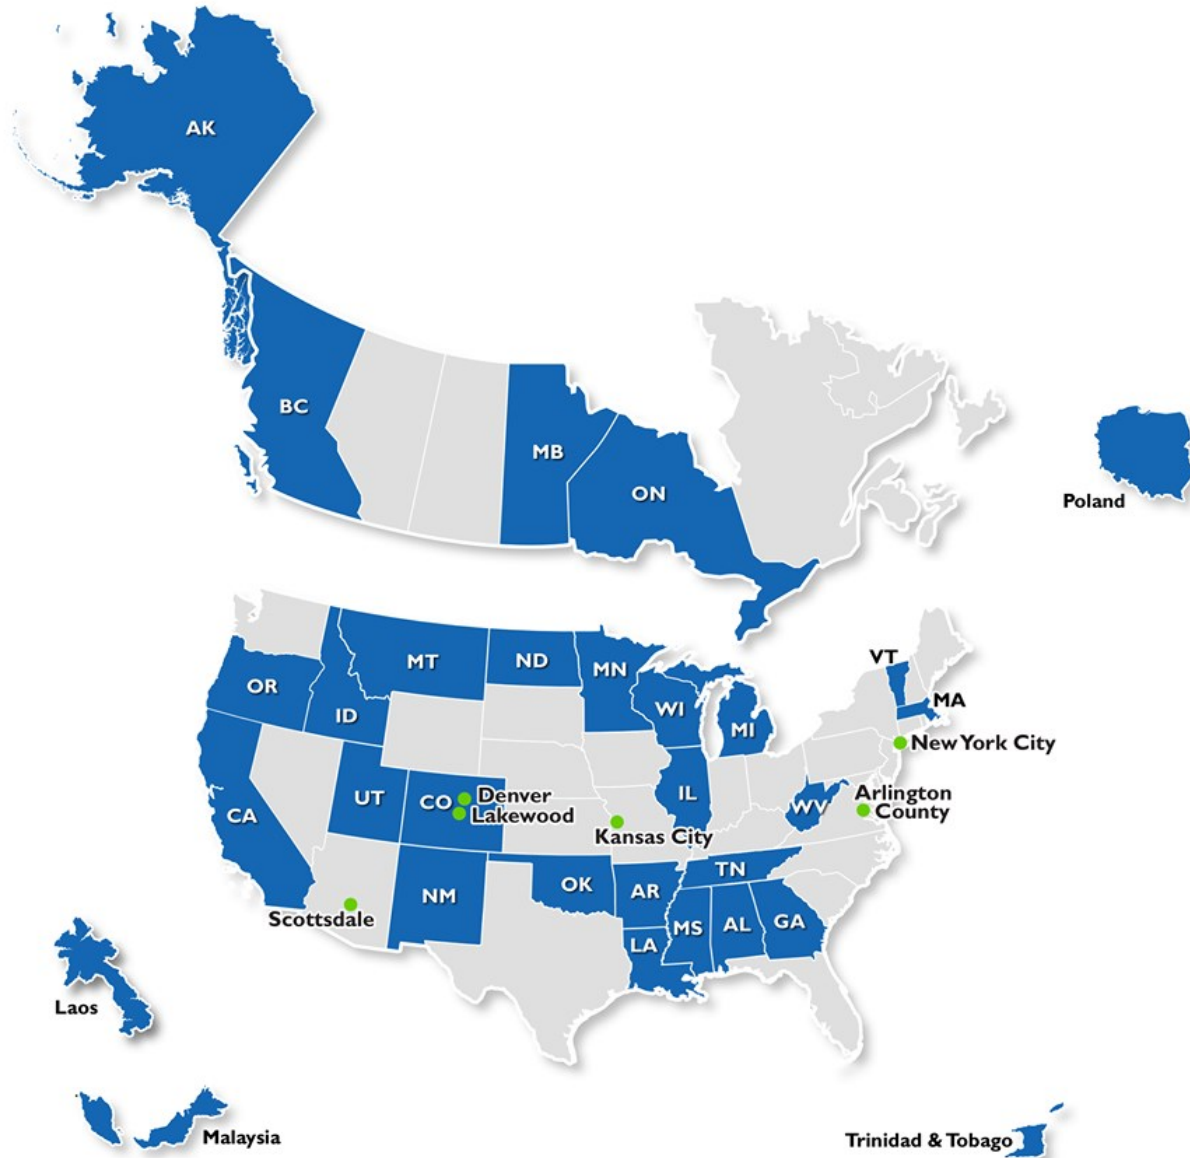 AK
BC
MB
ON
Poland
VT
MT
ND
MN
OR
WI
MA
ID
MI
New York City
UT
CO
Denver
Lakewood
IL
WV
Arlington
County
CA
Kansas City
TN
OK
AR
NM
Scottsdale
MS
AL
GA
LA
Laos
Malaysia
Trinidad & Tobago